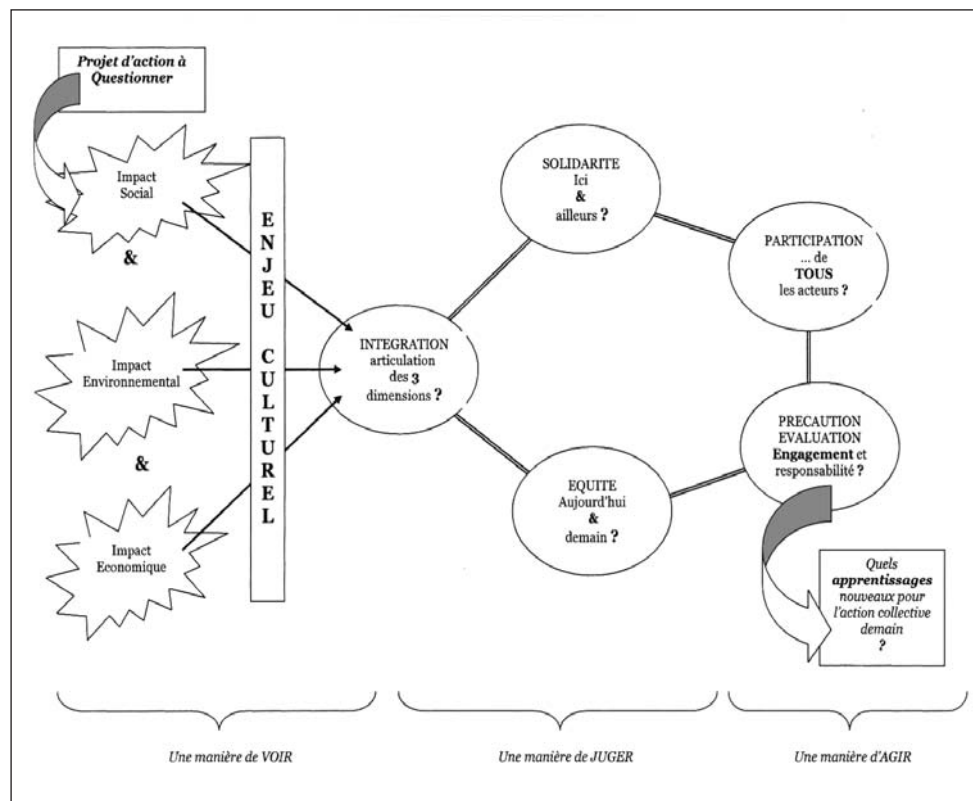 Projet d'action à
Questionner
Impact
Social
&
Impact
Environnemental
&
Impact
Economique
ENJEU CULTUREL
INTEGRATION
articulation
des 3
dimensions ?
SOLIDARITE
Ici
&
ailleurs ?
EQUITE
Aujourd'hui
&
demain ?
PARTICIPATION
... de
TOUS
les acteurs ?
PRECAUTION
EVALUATION
Engagement et
responsabilité ?
Quels
apprentissages
nouveaux pour
l'action collective
demain
?
Une manière de VOIR
Une manière de JUGER
Une manière d'AGIR